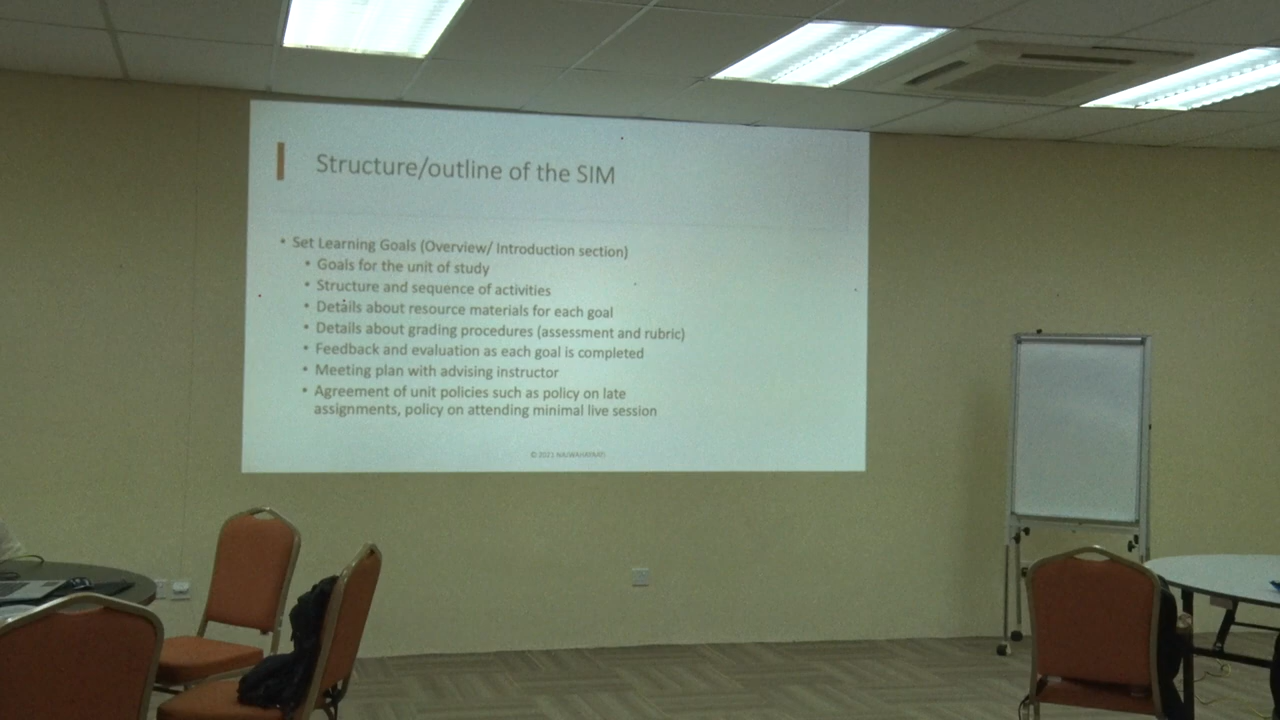 Structure/outline of the SIM
• Set Learning Goals (Overview/ Introduction section)
• Goals for the unit of study
• Structure and sequence of activities
• Details about resource materials for each goal
• Details about grading procedures (assessment and rubric)
• Feedback and evaluation as each goal is completed
• Meeting plan with advising instructor
• Agreement of unit policies such as policy on late
assignments, policy on attending minimal live session
© 2021